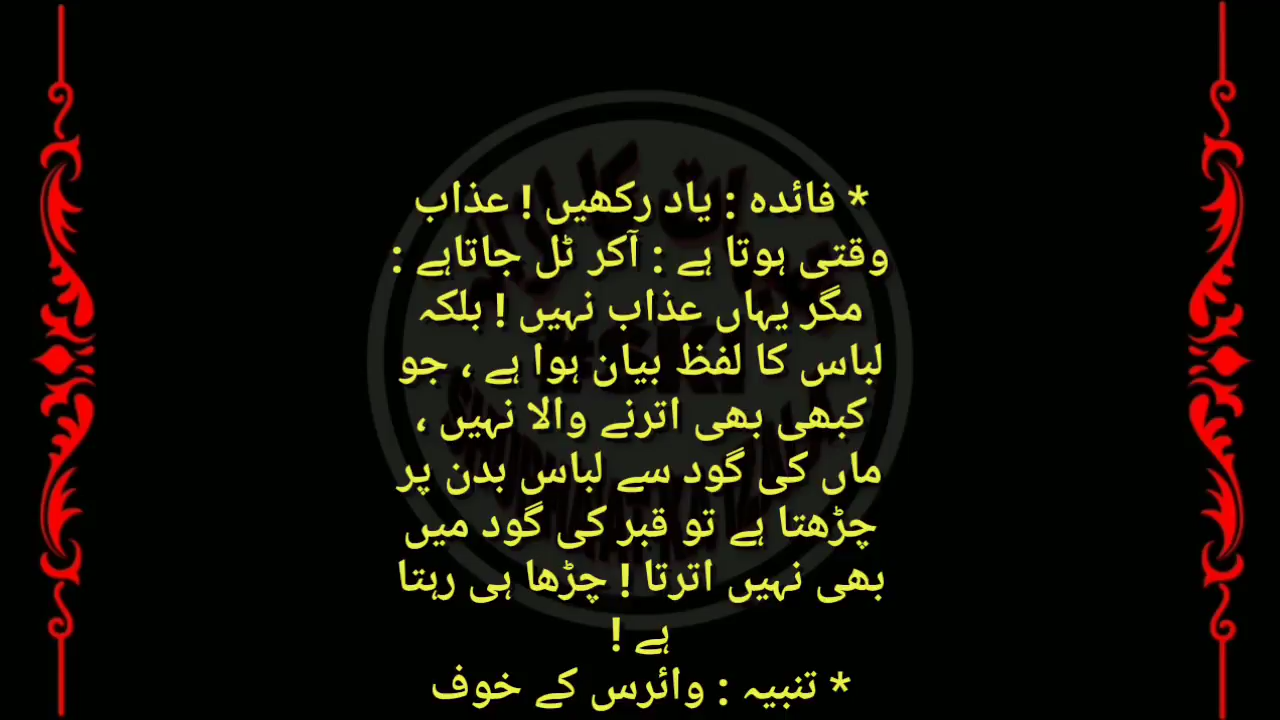 * فائدہ : یاد رکھیں ! عذاب
وقتی ہوتا ہے : آکر ٹل جاتاہے :
مگر یہاں عذاب نہیں ! بلکہ
لباس کا لفظ بیان ہوا ہے ، جو
کبھی بھی اترنے والا نہیں ،
ماں کی گود سے لباس بدن پر
چڑھتا ہے تو قبر کی گود میں
بھی نہیں اترتا ! چڑھا ہی رہتا
ہے !
* تنبیہ : وائرس کے خوف